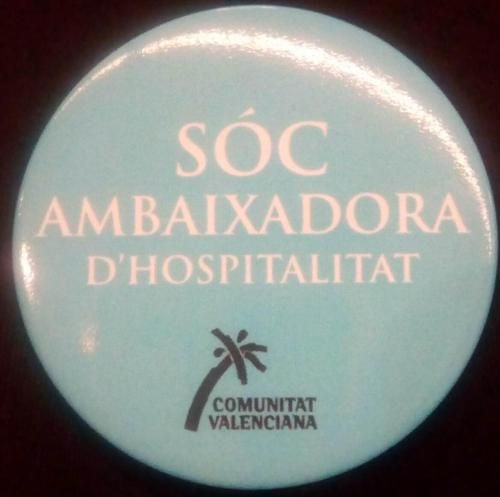 SÓC
AMBAIXADORA
D'HOSPITALITAT
COMUNITAT
VALENCIANA